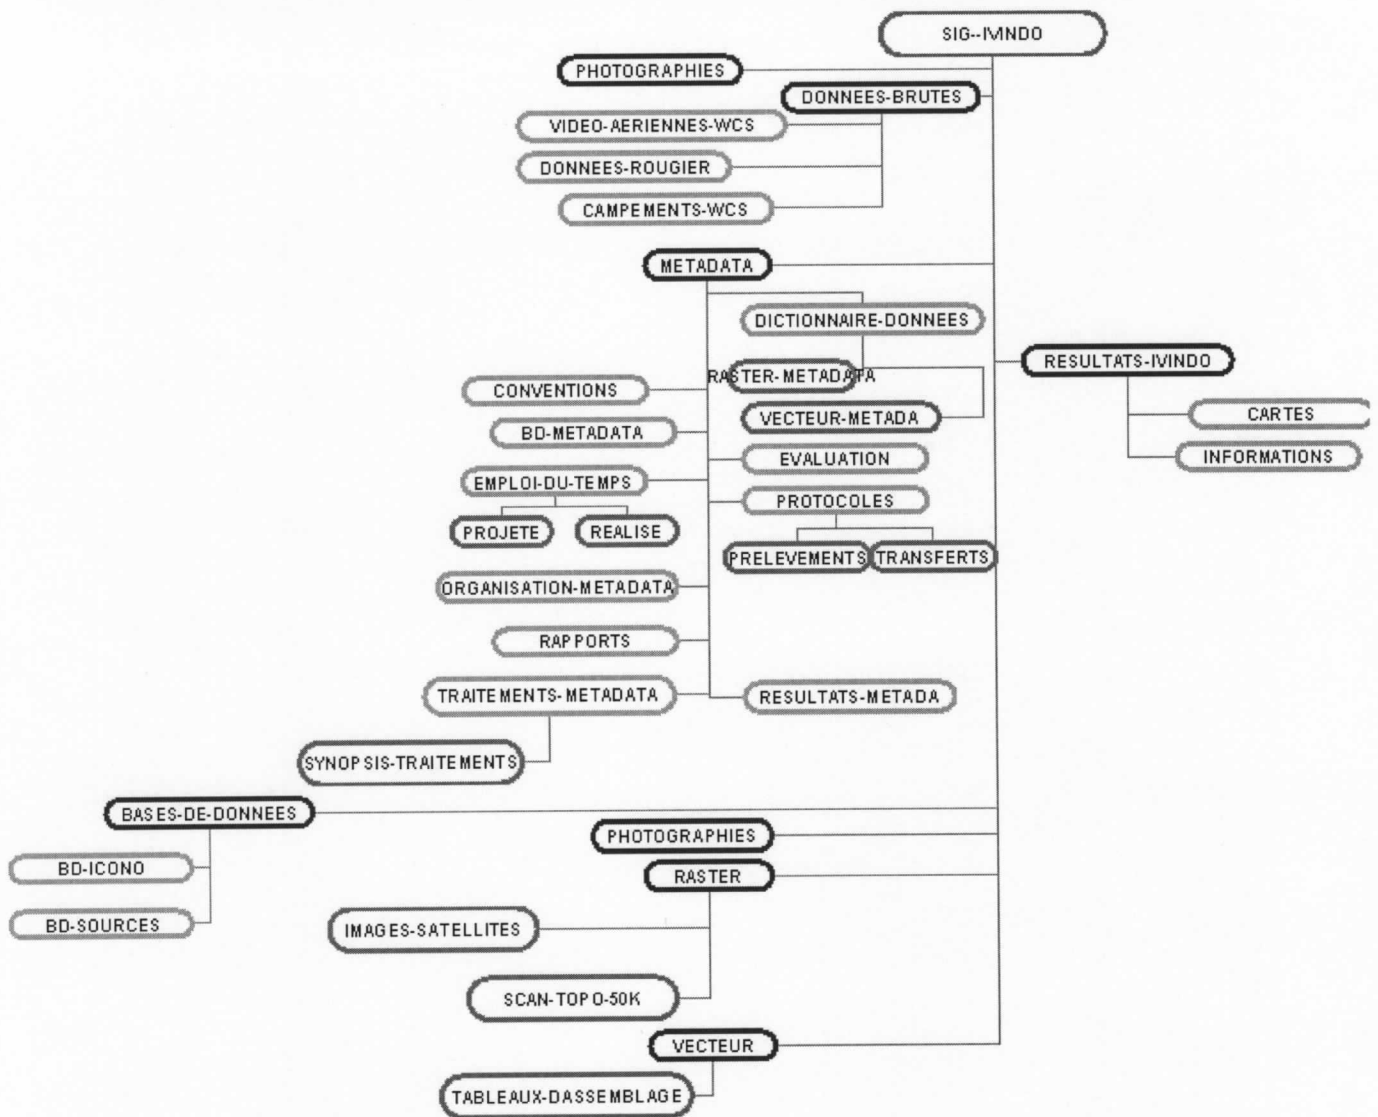 SIG--IVINDO
PHOTOGRAPHIES
DONNEES-BRUTES
VIDEO-AERIENNES-WCS
DONNEES-ROUGIER
CAMPEMENTS-WCS
METADATA
DICTIONNAIRE-DONNEES
RASTER-METADATA
VECTEUR-METADA
CONVENTIONS
BD-METADATA
EVALUATION
EMPLOI-DU-TEMPS
PROJETE
REALISE
PROTOCOLES
PRELEVEMENTS
TRANSFERTS
ORGANISATION-METADATA
RAPPORTS
TRAITEMENTS-METADATA
RESULTATS-METADA
SYNOPSIS-TRAITEMENTS
RESULTATS-IVINDO
CARTES
INFORMATIONS
BASES-DE-DONNEES
BD-ICONO
BD-SOURCES
PHOTOGRAPHIES
RASTER
IMAGES-SATELLITES
SCAN-TOPO-50K
VECTEUR
TABLEAUX-DASSEMBLAGE